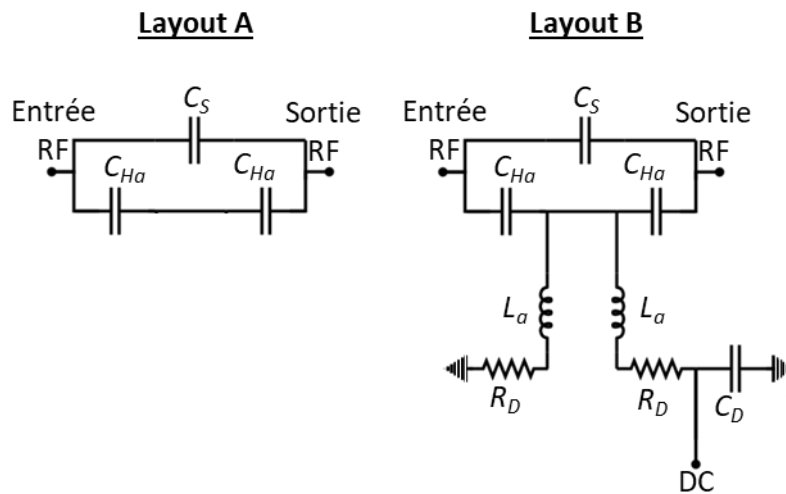 Layout A
Layout B
Entrée
C_S
Sortie
RF
C_Ha
C_Ha
RF
Entrée
C_S
Sortie
RF
C_Ha
C_Ha
RF
L_a
L_a
R_D
R_D
C_D
DC